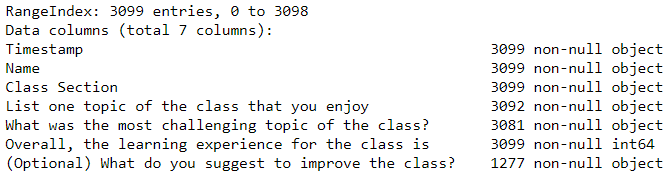 RangeIndex: 3099 entries, 0 to 3098
Data columns (total 7 columns):
Timestamp 3099 non-null object
Name 3099 non-null object
Class Section 3099 non-null object
List one topic of the class that you enjoy 3092 non-null object
What was the most challenging topic of the class? 3081 non-null object
Overall, the learning experience for the class is 3099 non-null int64
(Optional) What do you suggest to improve the class? 1277 non-null object